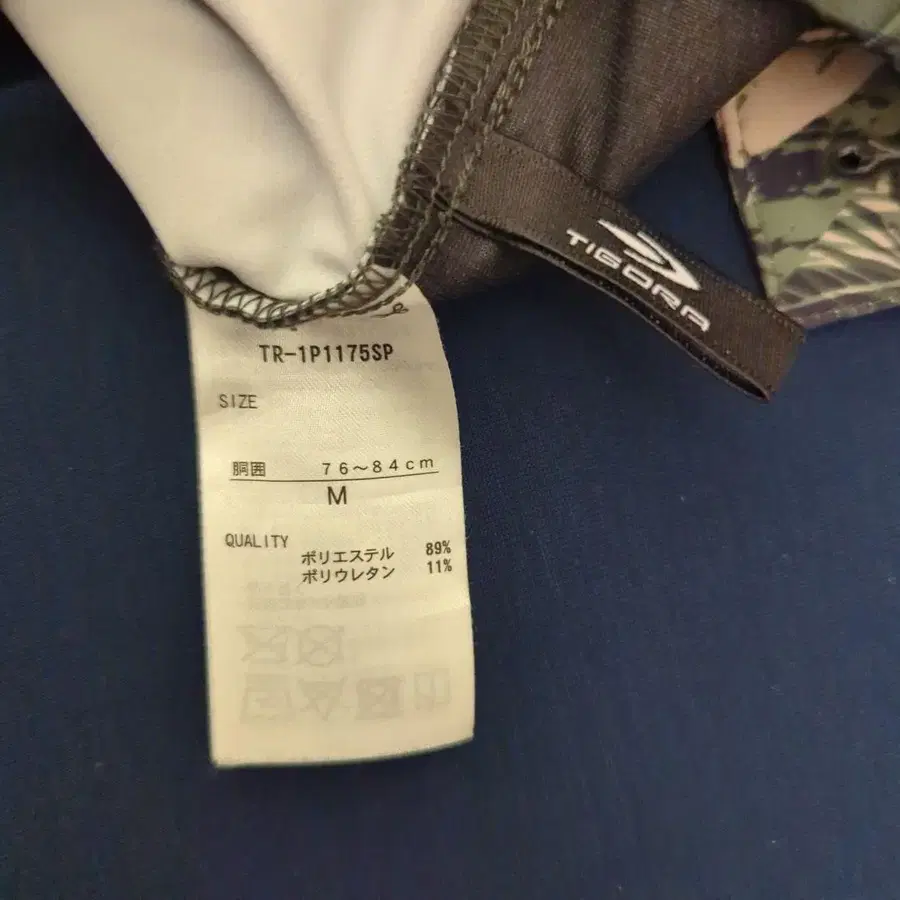 TIGORA
TR-1P1175SP
SIZE
胴囲 76~84cm
M
QUALITY
ポリエステル 89%
ポリウレタン 11%